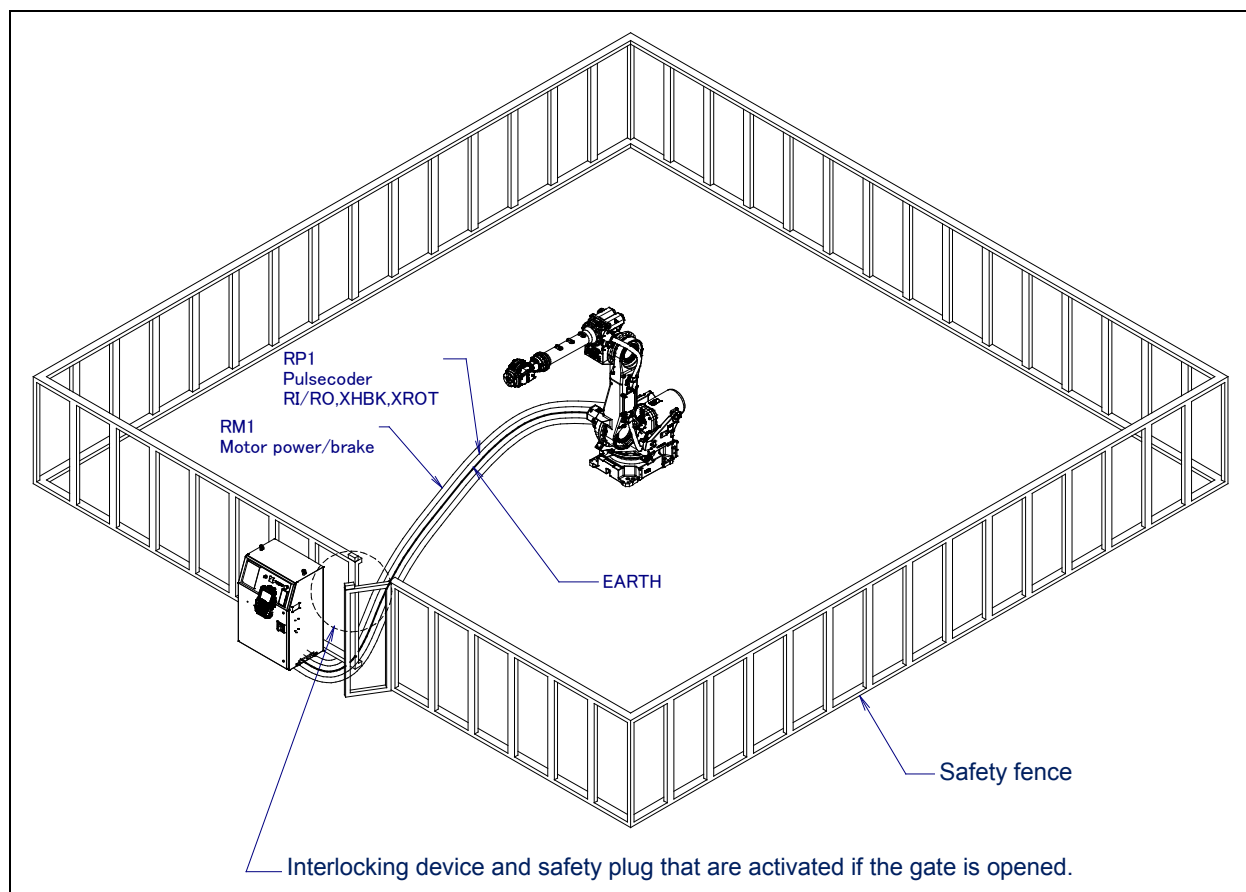 RP1
Pulsecoder
RI/RO,XHBK,XROT
RM1
Motor power/brake
EARTH
Safety fence
Interlocking device and safety plug that are activated if the gate is opened.